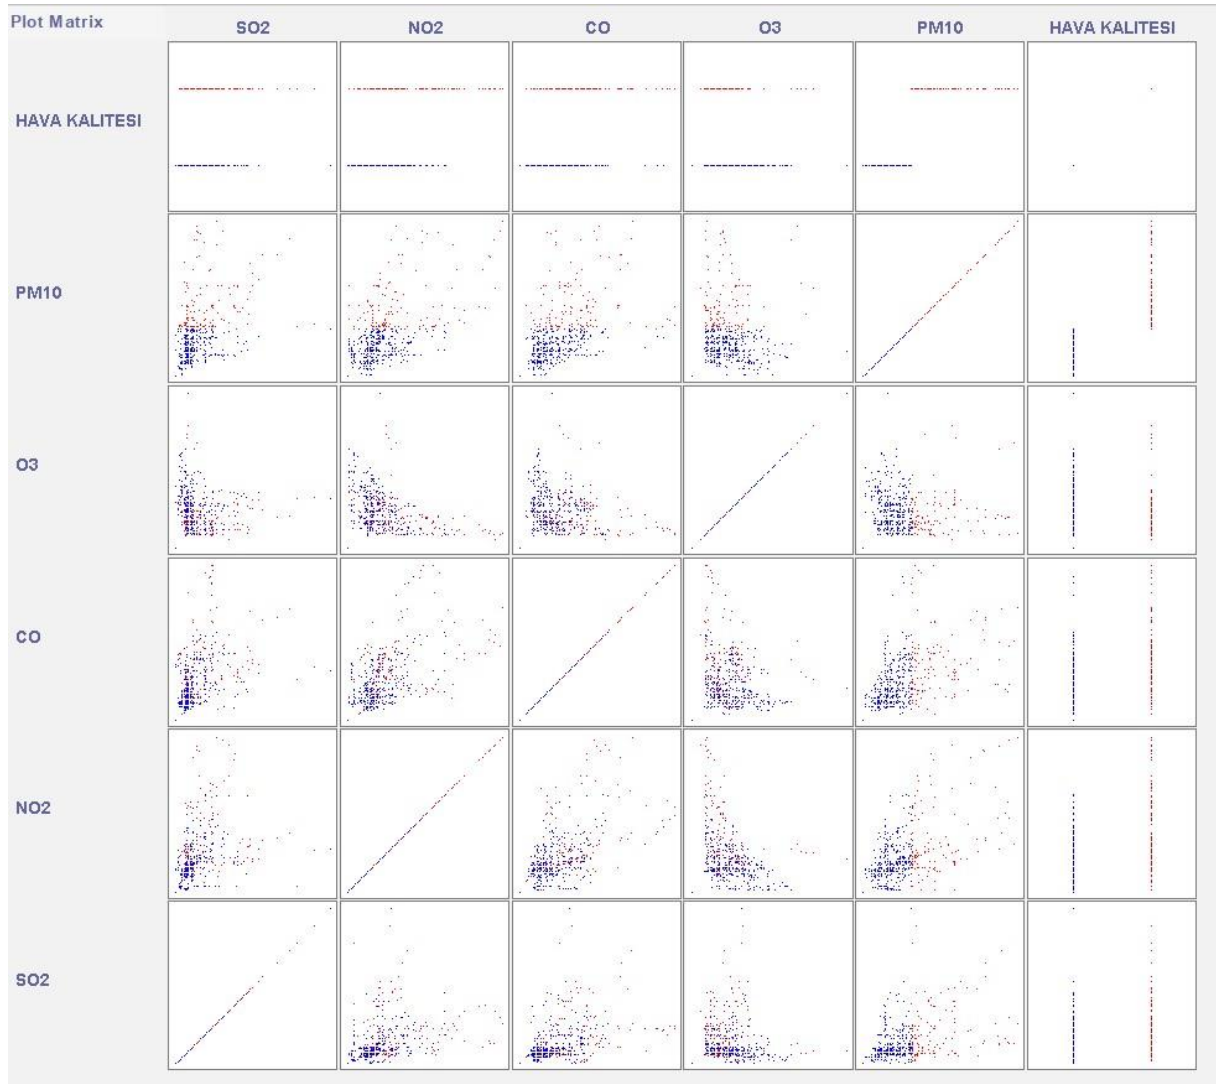 Plot Matrix
SO2 NO2 CO O3 PM10 HAVA KALITESI
HAVA KALITESI
PM10
O3
CO
NO2
SO2